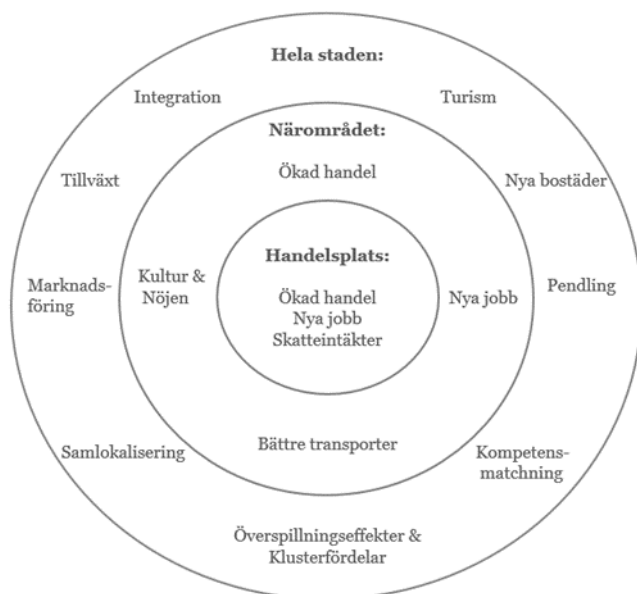 Hela staden:
Integration
Turism
Närområdet:
Ökad handel
Tillväxt
Nya bostäder
Handelsplats:
Ökad handel
Nya jobb
Skatteintäkter
Marknads-
föring
Kultur &
Nöjen
Nya jobb
Pendling
Samlokalisering
Bättre transporter
Kompetens-
matchning
Överspillningseffekter &
Klusterfördelar